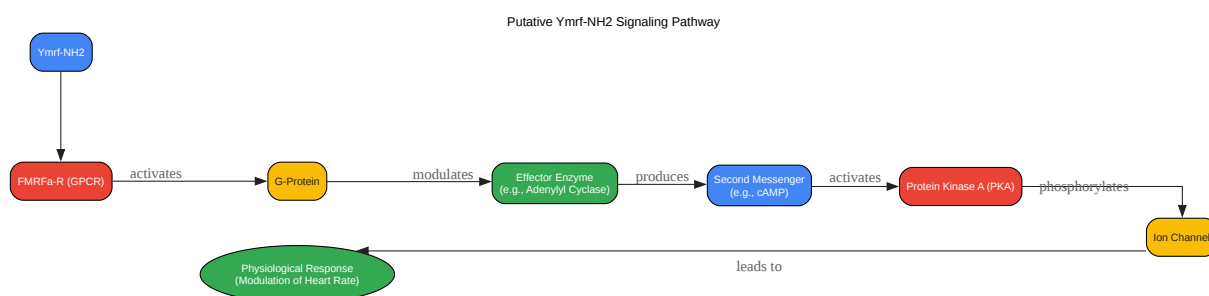 Putative Ymrf-NH2 Signaling Pathway
Ymrf-NH2
FMRFa-R (GPCR)
activates
G-Protein
modulates
Effector Enzyme
(e.g., Adenylyl Cyclase)
produces
Second Messenger
(e.g., cAMP)
activates
Protein Kinase A (PKA)
phosphorylates
Ion Channel
leads to
Physiological Response
(Modulation of Heart Rate)